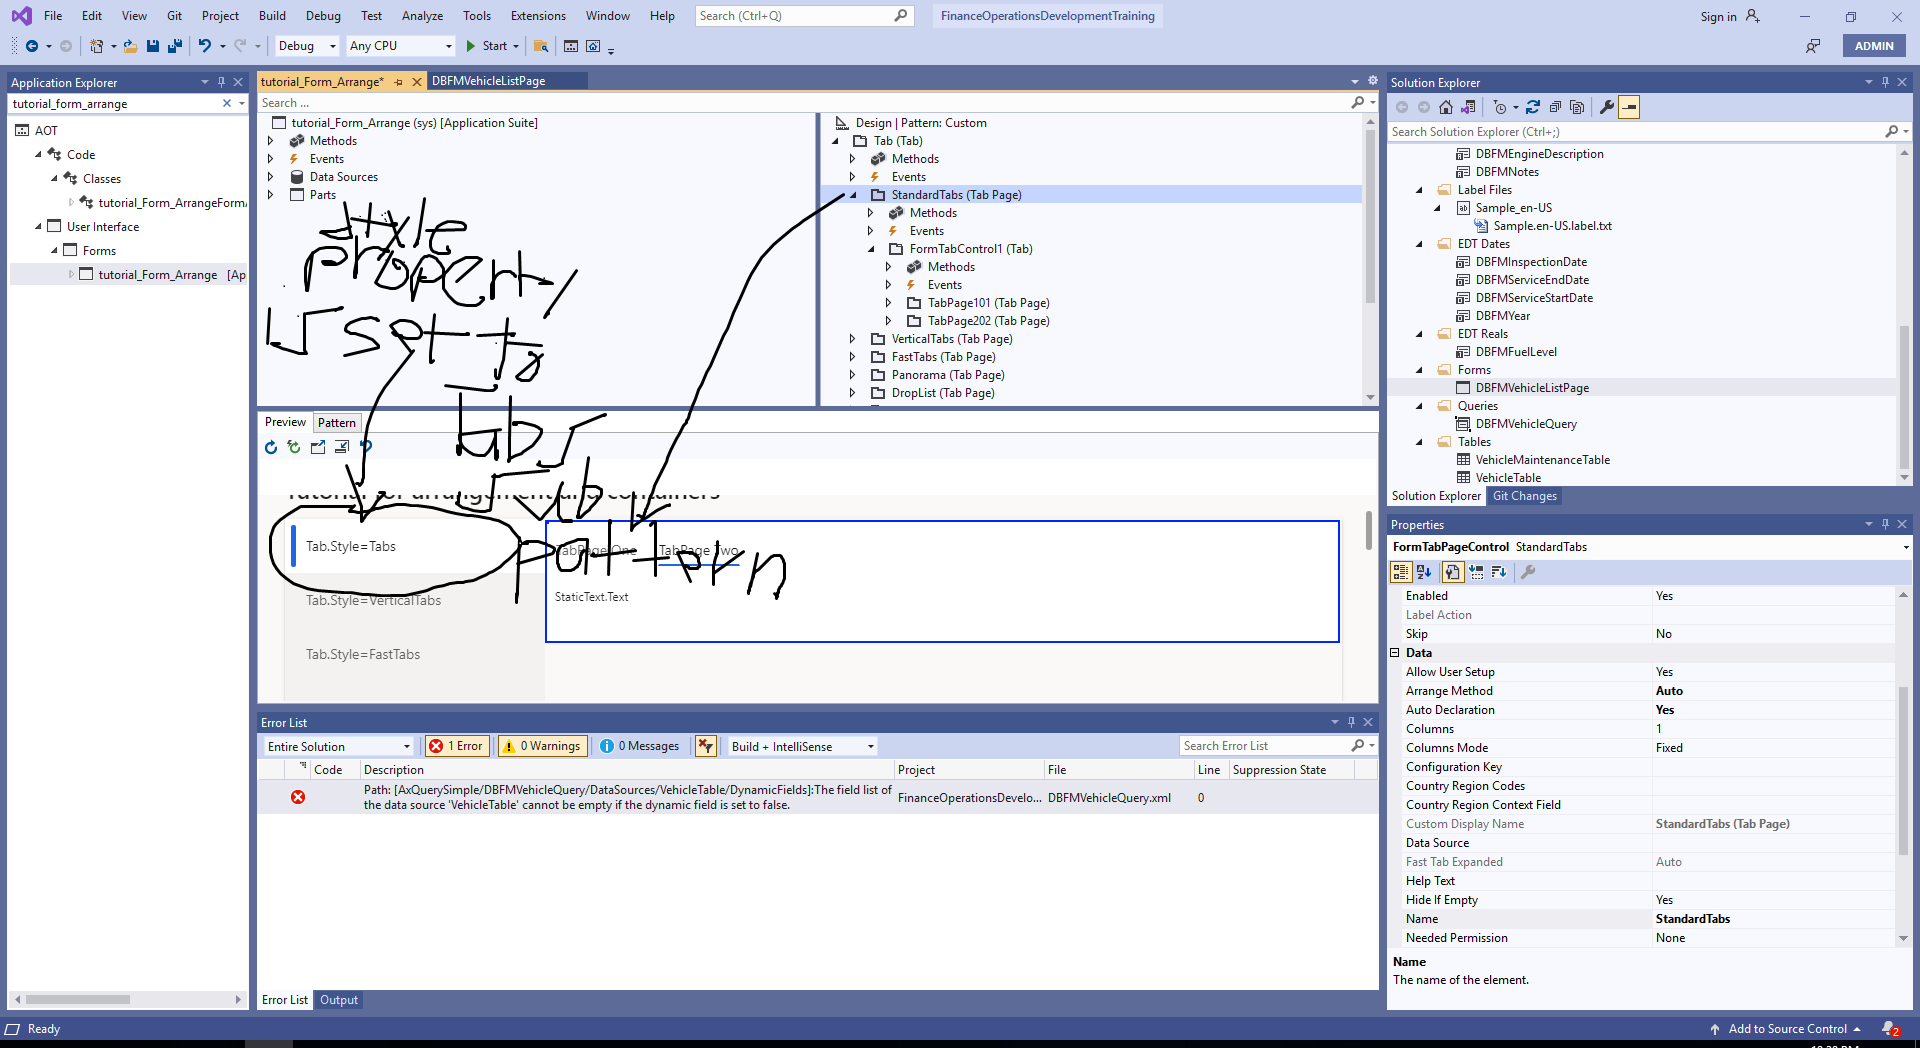 File Edit View Git Project Build Debug Test Analyze Tools Extensions Window Help Search (Ctrl+Q) FinanceOperationsDevelopmentTraining Sign in
Debug Any CPU Start ADMIN
Application Explorer
tutorial_form_arrange
AOT
Code
Classes
tutorial_Form_ArrangeForm
User Interface
Forms
tutorial_Form_Arrange [Ap
tutorial_Form_Arrange* DBFMVehicleListPage
Search ...
tutorial_Form_Arrange (sys) [Application Suite]
Methods
Events
Data Sources
Parts
style
property
is set to
tabs
sub
pattern
Design | Pattern: Custom
Tab (Tab)
Methods
Events
StandardTabs (Tab Page)
Methods
Events
FormTabControl1 (Tab)
Methods
Events
TabPage101 (Tab Page)
TabPage202 (Tab Page)
VerticalTabs (Tab Page)
FastTabs (Tab Page)
Panorama (Tab Page)
DropList (Tab Page)
Preview Pattern
Tutorial for arrangement and containers
Tab.Style=Tabs
Tab.Style=VerticalTabs
Tab.Style=FastTabs
TabPage One TabPage Two
StaticText.Text
Error List
Entire Solution 1 Error 0 Warnings 0 Messages Build + IntelliSense Search Error List
Code Description Project File Line Suppression State
Path: [AxQuerySimple/DBFMVehicleQuery/DataSources/VehicleTable/DynamicFields]:The field list of
the data source 'VehicleTable' cannot be empty if the dynamic field is set to false.
FinanceOperationsDevelo... DBFMVehicleQuery.xml 0
Error List Output
Solution Explorer
Search Solution Explorer (Ctrl+;)
DBFMEngineDescription
DBFMNotes
Label Files
Sample_en-US
Sample.en-US.label.txt
EDT Dates
DBFMInspectionDate
DBFMServiceEndDate
DBFMServiceStartDate
DBFMYear
EDT Reals
DBFMFuelLevel
Forms
DBFMVehicleListPage
Queries
DBFMVehicleQuery
Tables
VehicleMaintenanceTable
VehicleTable
Solution Explorer Git Changes
Properties
FormTabPageControl StandardTabs
Enabled Yes
Label Action
Skip No
Data
Allow User Setup Yes
Arrange Method Auto
Auto Declaration Yes
Columns 1
Columns Mode Fixed
Configuration Key
Country Region Codes
Country Region Context Field
Custom Display Name StandardTabs (Tab Page)
Data Source
Fast Tab Expanded Auto
Help Text
Hide If Empty Yes
Name StandardTabs
Needed Permission None
Name
The name of the element.
Ready Add to Source Control 2